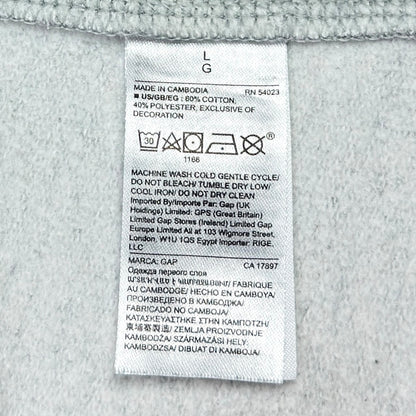 L
G
MADE IN CAMBODIA RN 54023
■ US/GB/EG : 60% COTTON,
40% POLYESTER, EXCLUSIVE OF
DECORATION
30
®
1166
MACHINE WASH COLD GENTLE CYCLE/
DO NOT BLEACH/ TUMBLE DRY LOW/
COOL IRON/ DO NOT DRY CLEAN
Imported By/Importé Par: Gap (UK
Holdings) Limited: GPS (Great Britain)
Limited Gap Stores (Ireland) Limited Gap
Europe Limited All at 103 Wigmore Street,
London, W1U 1QS Egypt Importer: RIGE,
LLC
MARCA: GAP CA 17897
Одежда первого слоя
FABRIQUE
AU CAMBODGE/ HECHO EN CAMBOYA/
ПРОИЗВЕДЕНО В КАМБОДЖА/
FABRICADO NO CAMBOJA/
ΚΑΤΑΣΚΕΥΑΣΤΗΚΕ ΣΤΗΝ ΚΑΜΠΟΤΖΗ/
柬埔寨製造/ ZEMLJA PROIZVODNJE
KAMBODŽA/ SZÁRMAZÁSI HELY:
KAMBODZSA/ DIBUAT DI KAMBOJA/